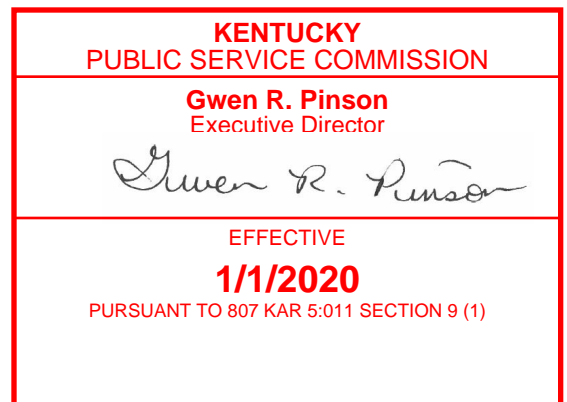 KENTUCKY
PUBLIC SERVICE COMMISSION
Gwen R. Pinson
Executive Director
Gwen R. Pinson
EFFECTIVE
1/1/2020
PURSUANT TO 807 KAR 5:011 SECTION 9 (1)